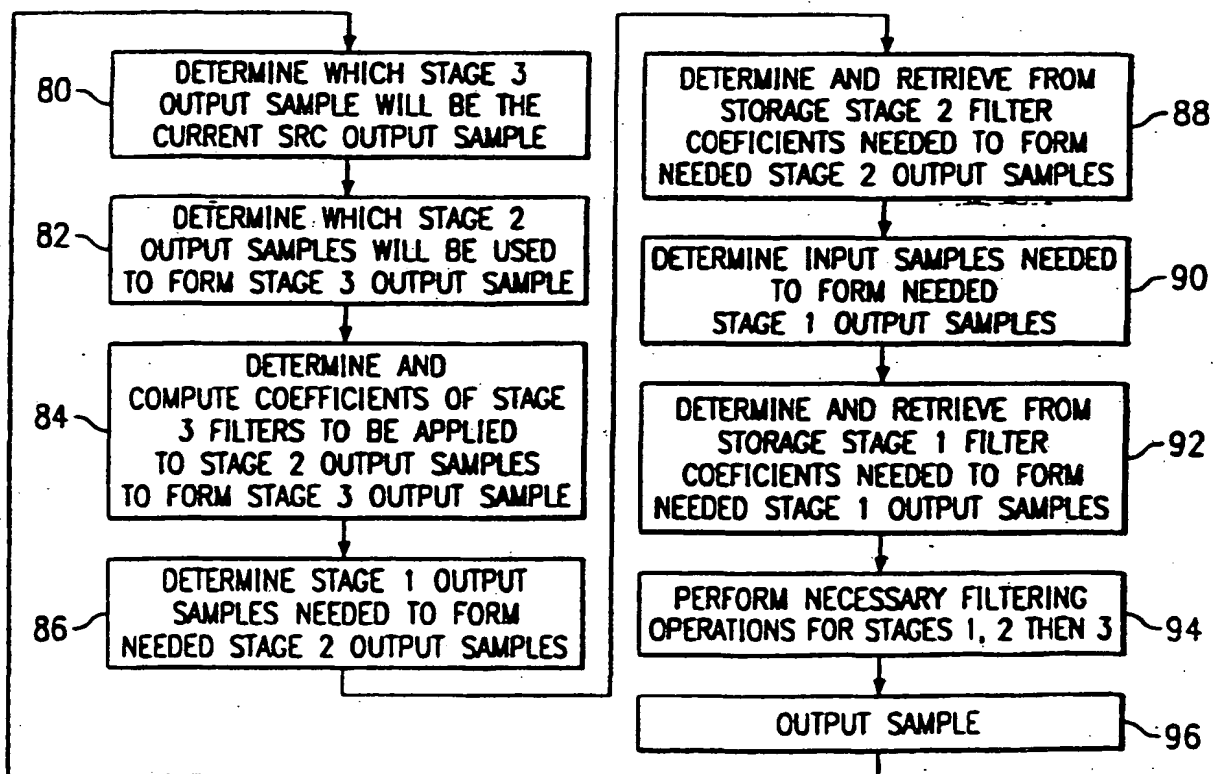 80
DETERMINE WHICH STAGE 3
OUTPUT SAMPLE WILL BE THE
CURRENT SRC OUTPUT SAMPLE
82
DETERMINE WHICH STAGE 2
OUTPUT SAMPLES WILL BE USED
TO FORM STAGE 3 OUTPUT SAMPLE
84
DETERMINE AND
COMPUTE COEFFICIENTS OF STAGE
3 FILTERS TO BE APPLIED
TO STAGE 2 OUTPUT SAMPLES
TO FORM STAGE 3 OUTPUT SAMPLE
86
DETERMINE STAGE 1 OUTPUT
SAMPLES NEEDED TO FORM
NEEDED STAGE 2 OUTPUT SAMPLES
DETERMINE AND RETRIEVE FROM
STORAGE STAGE 2 FILTER
COEFICIENTS NEEDED TO FORM
NEEDED STAGE 2 OUTPUT SAMPLES
88
DETERMINE INPUT SAMPLES NEEDED
TO FORM NEEDED
STAGE 1 OUTPUT SAMPLES
90
DETERMINE AND RETRIEVE FROM
STORAGE STAGE 1 FILTER
COEFICIENTS NEEDED TO FORM
NEEDED STAGE 1 OUTPUT SAMPLES
92
PERFORM NECESSARY FILTERING
OPERATIONS FOR STAGES 1, 2 THEN 3
94
OUTPUT SAMPLE
96